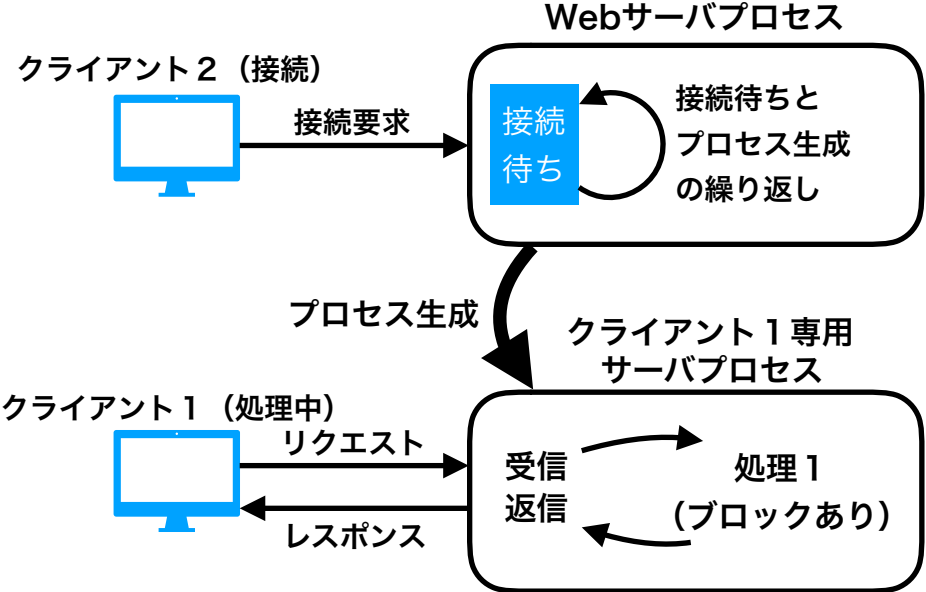 Webサーバプロセス
クライアント２（接続）
接続要求
接続
待ち
接続待ちと
プロセス生成
の繰り返し
プロセス生成
クライアント１専用
サーバプロセス
クライアント１（処理中）
リクエスト
レスポンス
受信
返信
処理１
（ブロックあり）